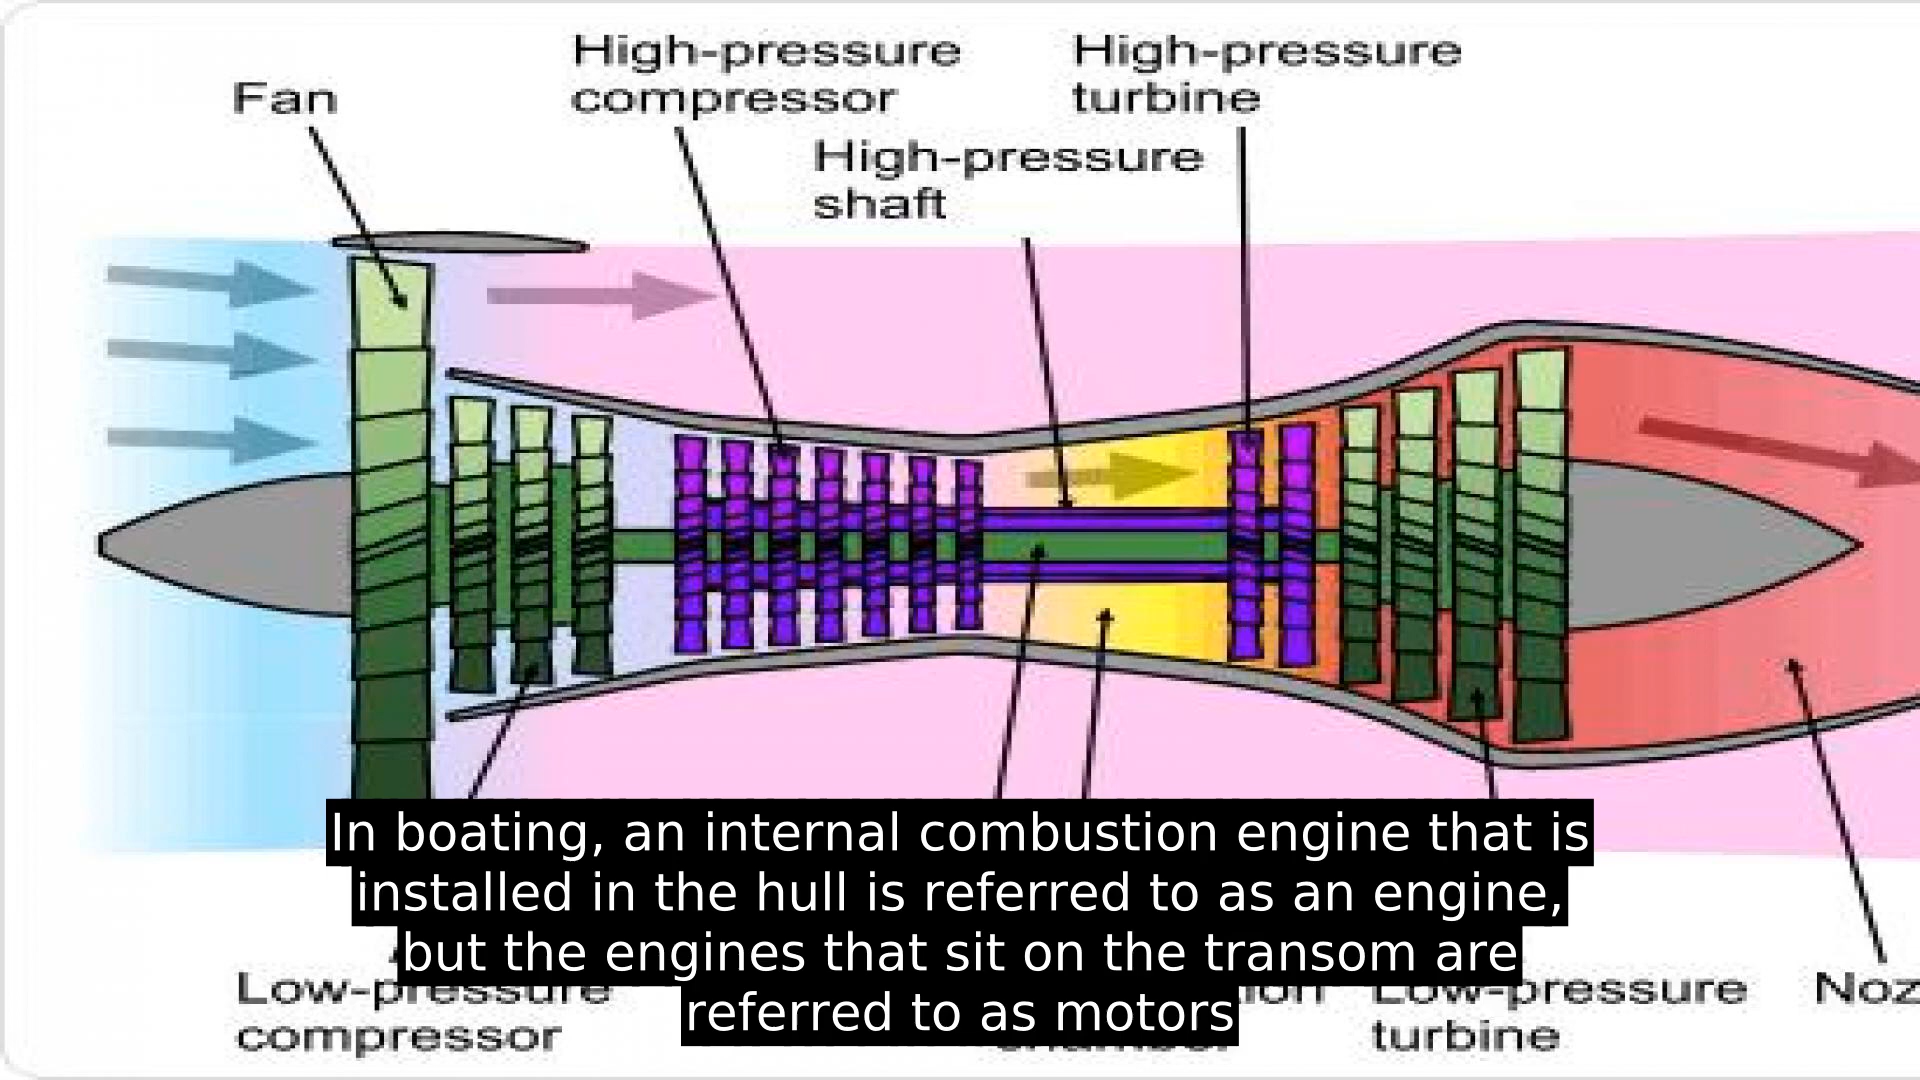 High-pressure
compressor
High-pressure
turbine
Fan
High-pressure
shaft
In boating, an internal combustion engine that is
installed in the hull is referred to as an engine,
but the engines that sit on the transom are
referred to as motors
Low-pressure
compressor
Low-pressure
turbine
Noz